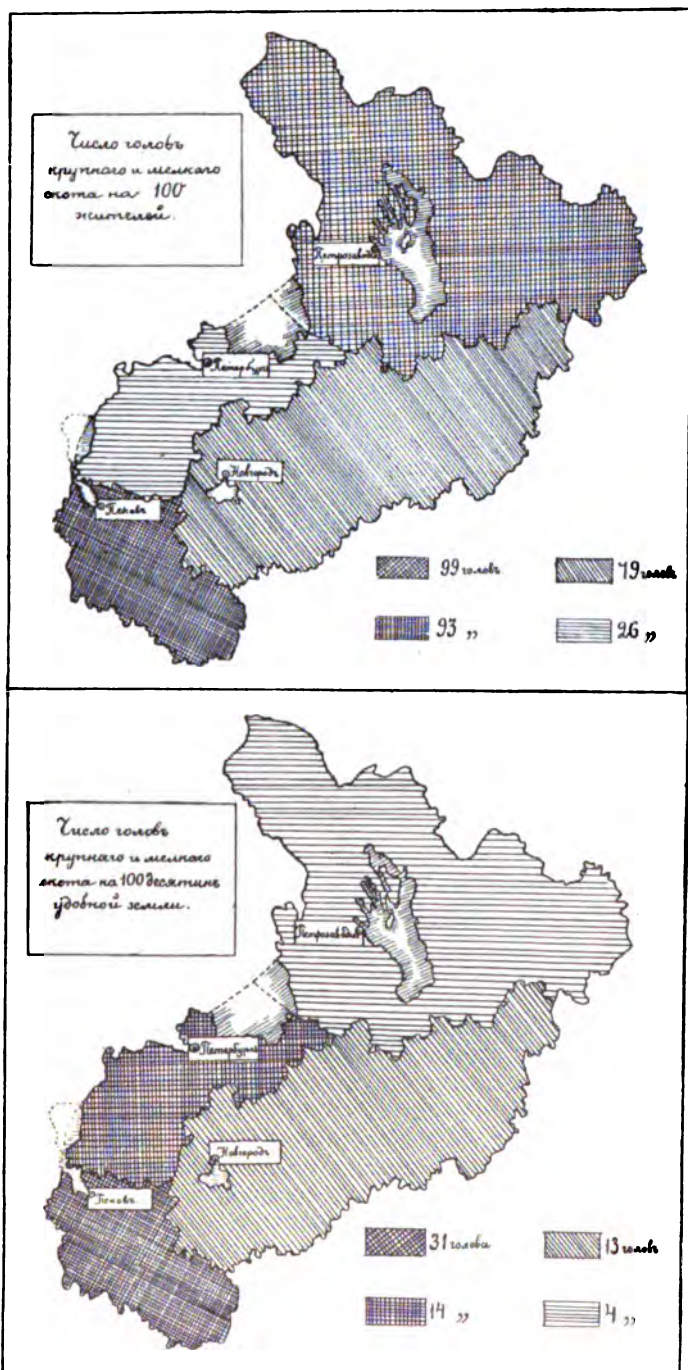 Число головъ
крупнаго и мелкаго
скота на 100
жителей.
Петрозаводскъ
Петербургъ
Новгородъ
Псковъ
99 головъ
79 головъ
93 „
26 „
Число головъ
крупнаго и мелкаго
скота на 100 десятинъ
удобной земли.
Петрозаводскъ
Петербургъ
Новгородъ
Псковъ.
31 голова
13 головъ
14 „
4 „